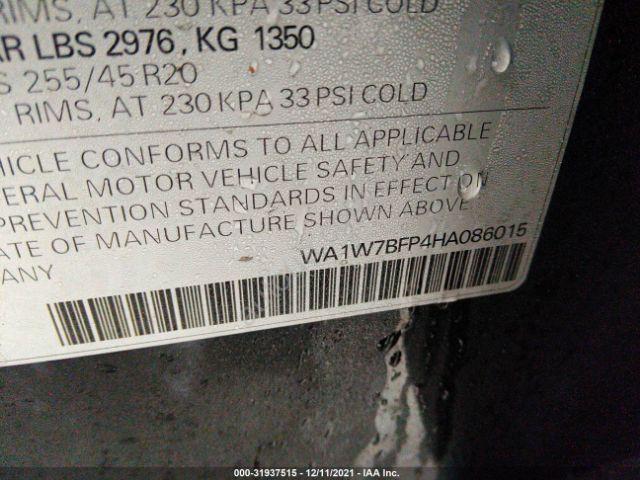 RIMS, AT 230 KPA 33 PSI COLD
AR LBS 2976, KG 1350
S 255/45 R20
RIMS, AT 230 KPA 33 PSI COLD
HICLE CONFORMS TO ALL APPLICABLE
ERAL MOTOR VEHICLE SAFETY AND
PREVENTION STANDARDS IN EFFECT ON
ATE OF MANUFACTURE SHOWN ABOVE
ANY
WA1W7BFP4HA086015
000-31937515 - 12/11/2021 - IAA Inc.